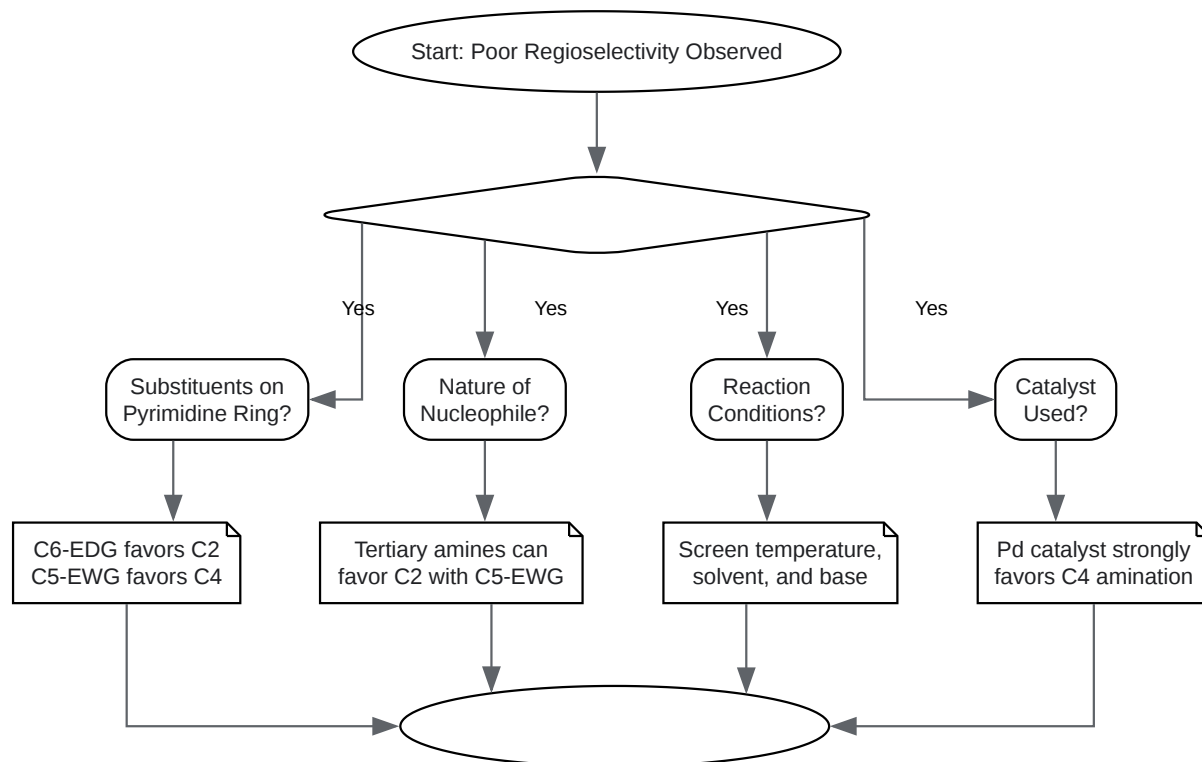 Start: Poor Regioselectivity Observed
Yes
Yes
Yes
Yes
Substituents on
Pyrimidine Ring?
Nature of
Nucleophile?
Reaction
Conditions?
Catalyst
Used?
C6-EDG favors C2
C5-EWG favors C4
Tertiary amines can
favor C2 with C5-EWG
Screen temperature,
solvent, and base
Pd catalyst strongly
favors C4 amination